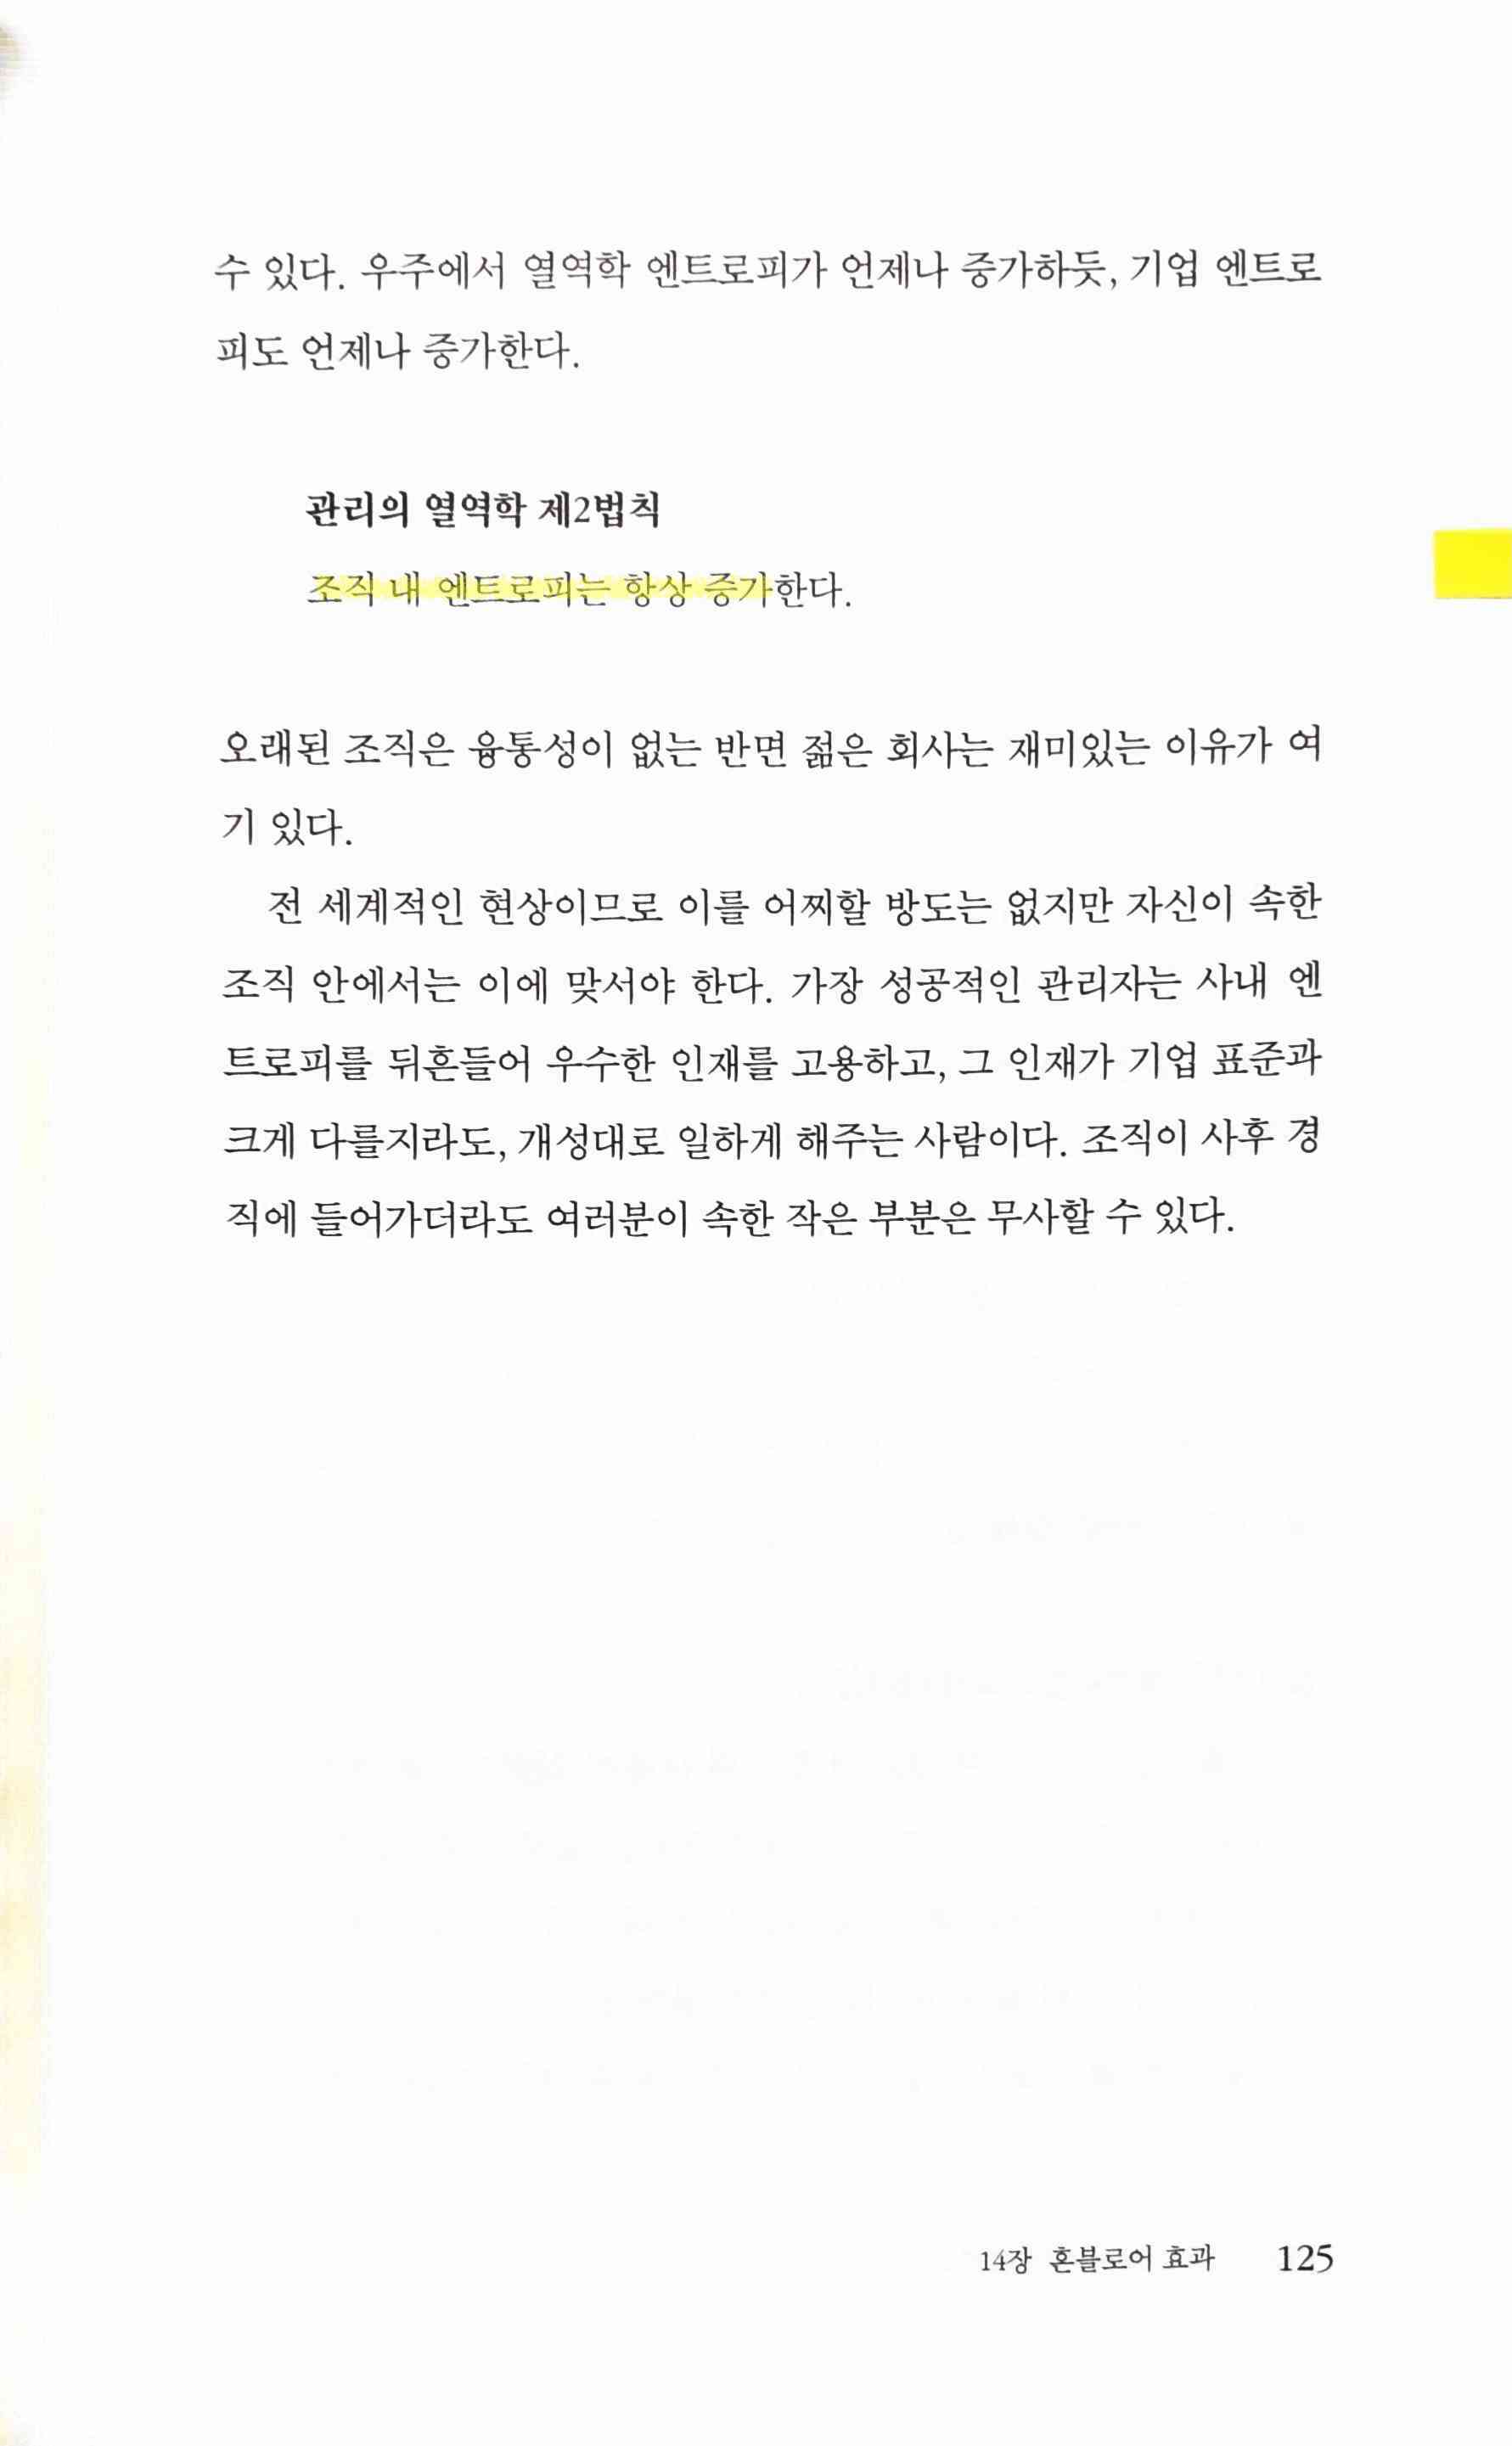 수 있다. 우주에서 열역학 엔트로피가 언제나 증가하듯, 기업 엔트로
피도 언제나 증가한다.
관리의 열역학 제2법칙
조직 내 엔트로피는 항상 증가한다.
오래된 조직은 융통성이 없는 반면 젊은 회사는 재미있는 이유가 여
기 있다.
전 세계적인 현상이므로 이를 어찌할 방도는 없지만 자신이 속한
조직 안에서는 이에 맞서야 한다. 가장 성공적인 관리자는 사내 엔
트로피를 뒤흔들어 우수한 인재를 고용하고, 그 인재가 기업 표준과
크게 다를지라도, 개성대로 일하게 해주는 사람이다. 조직이 사후 경
직에 들어가더라도 여러분이 속한 작은 부분은 무사할 수 있다.
14장 혼블로어 효과 125